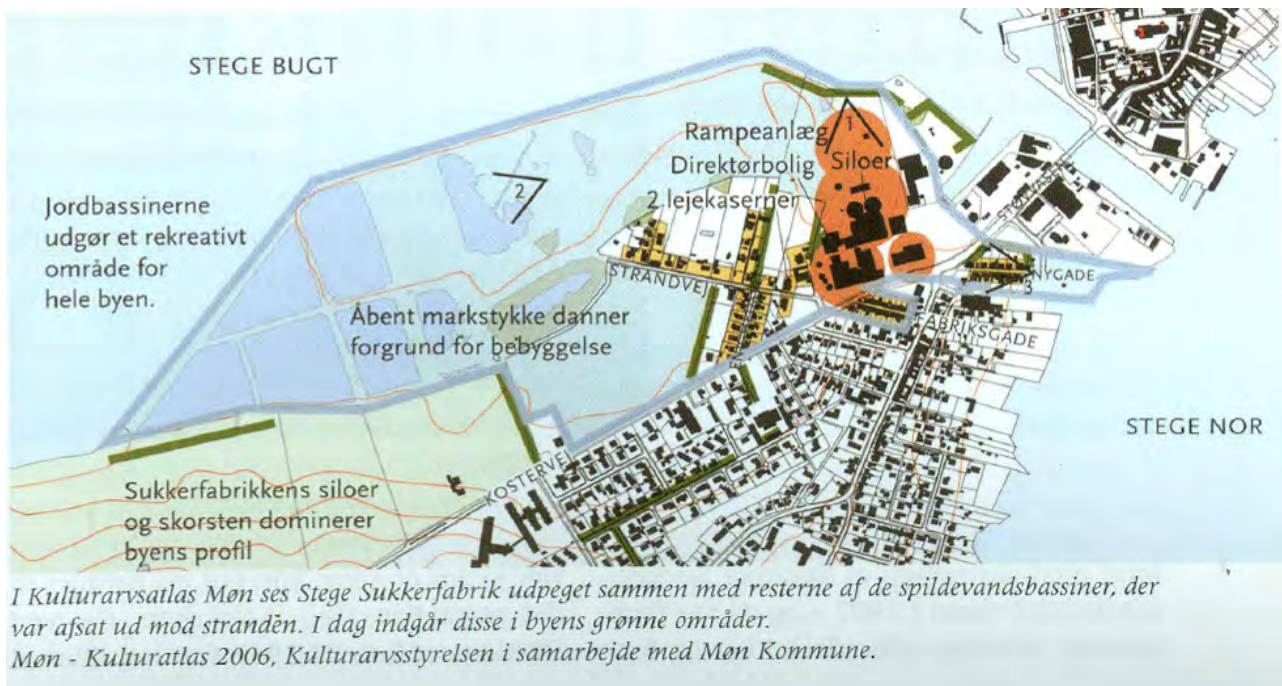 STEGE BUGT
Rampeanlæg
1
Direktørbolig
Siloer
2
2 lejekaserner
Jordbassinerne
udgør et rekreativt
område for
hele byen.
STRANDVEJ
NYGADE
3
Åbent markstykke danner
forgrund for bebyggelse
FABRIKSGADE
STEGE NOR
KOSTERVEJ
Sukkerfabrikkens siloer
og skorsten dominerer
byens profil
I Kulturarvsatlas Møn ses Stege Sukkerfabrik udpeget sammen med resterne af de spildevandsbassiner, der
var afsat ud mod stranden. I dag indgår disse i byens grønne områder.
Møn - Kulturatlas 2006, Kulturarvsstyrelsen i samarbejde med Møn Kommune.